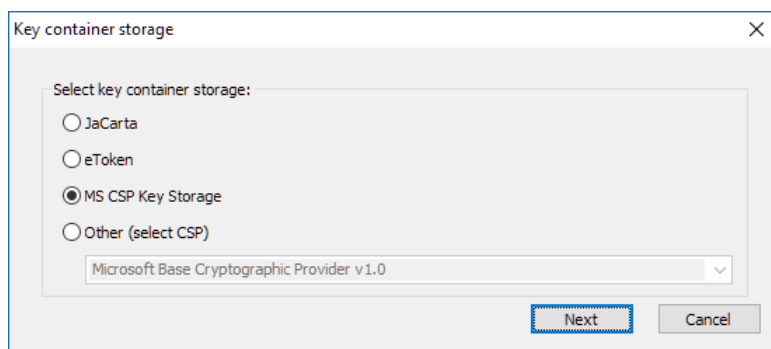 Key container storage
Select key container storage:
JaCarta
eToken
MS CSP Key Storage
Other (select CSP)
Microsoft Base Cryptographic Provider v1.0
Next Cancel